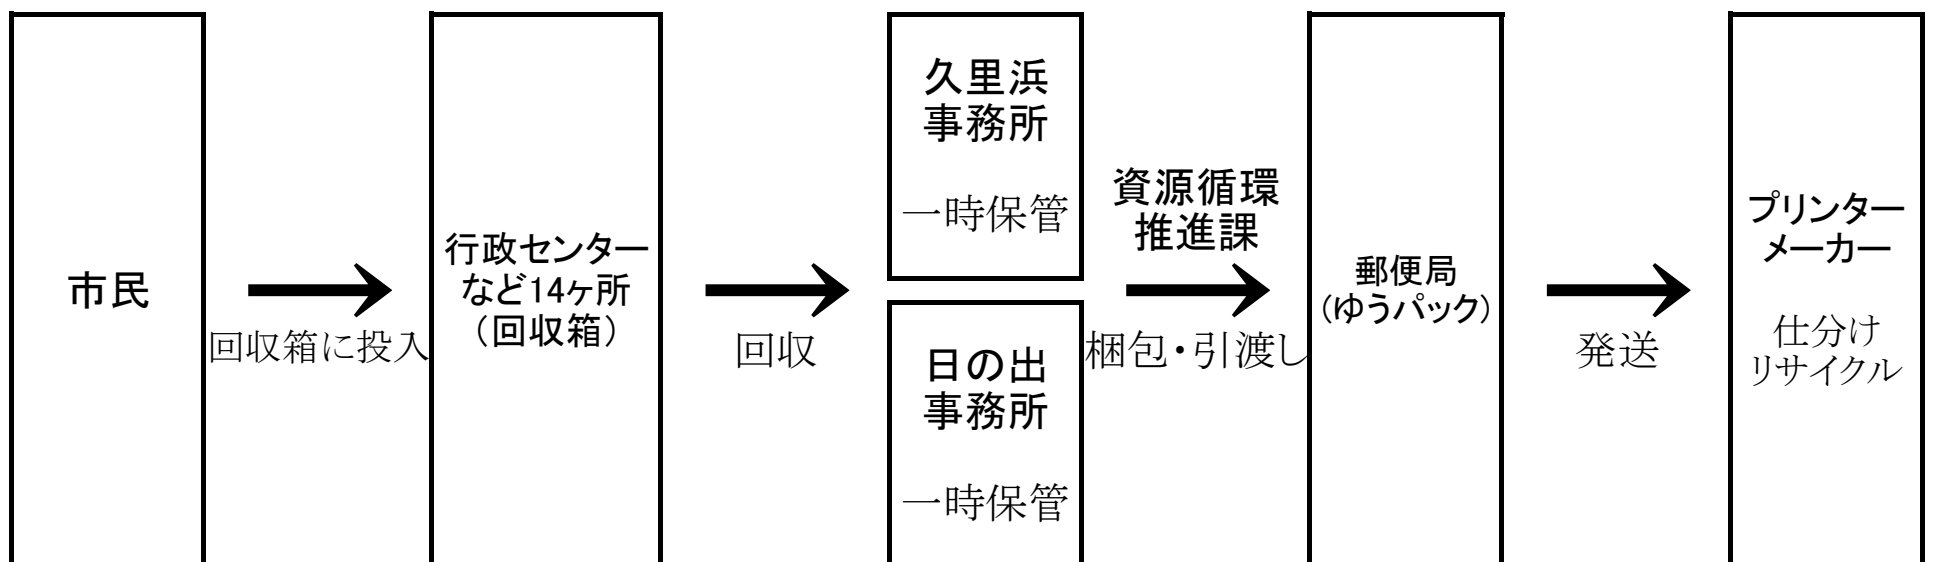 市民
回収箱に投入
行政センター
など14ヶ所
（回収箱）
回収
久里浜
事務所
一時保管
日の出
事務所
一時保管
資源循環
推進課
梱包・引渡し
郵便局
(ゆうパック)
発送
プリンター
メーカー
仕分け
リサイクル